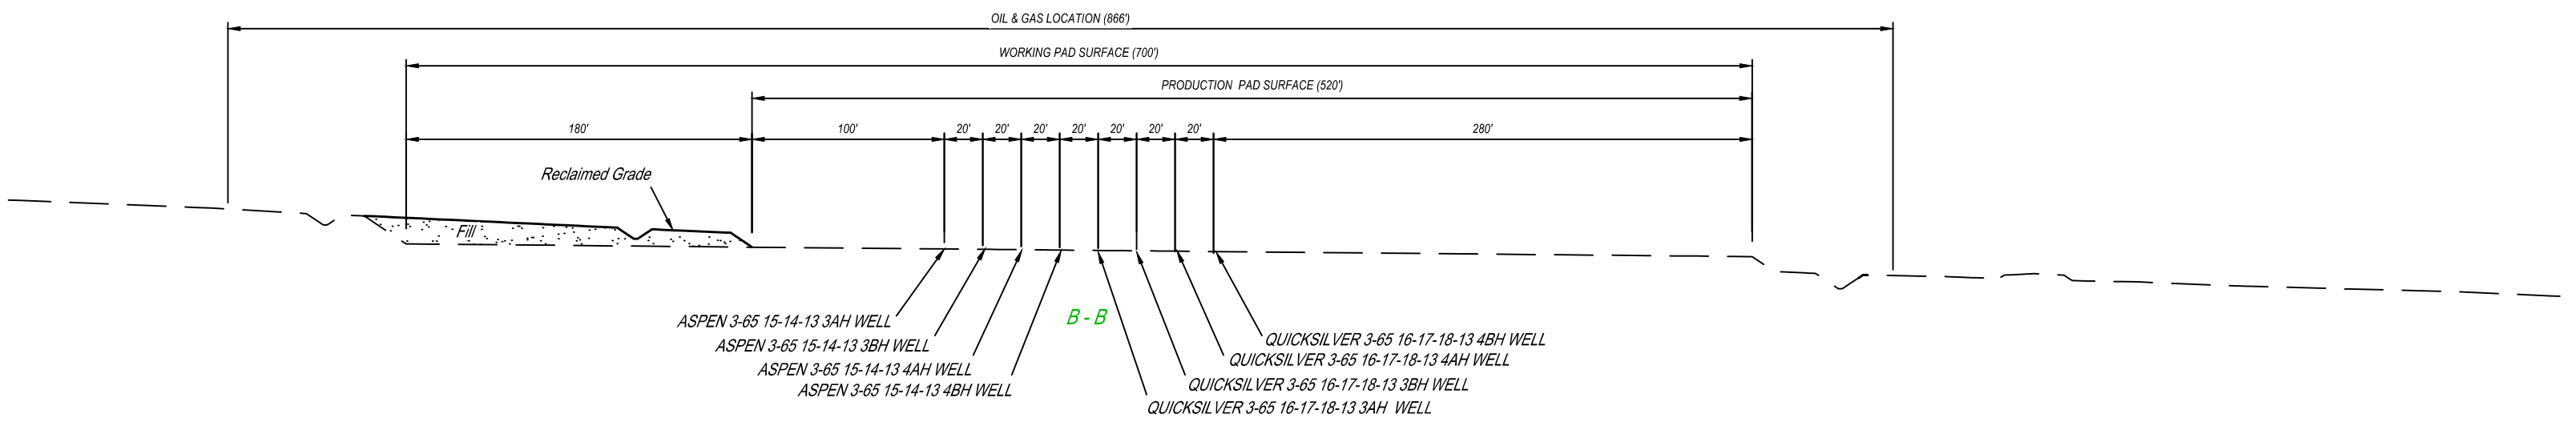 OIL & GAS LOCATION (866')
WORKING PAD SURFACE (700')
PRODUCTION PAD SURFACE (520')
180'
100'
20'
20'
20'
20'
20'
20'
20'
280'
Reclaimed Grade
Fill
ASPEN 3-65 15-14-13 3AH WELL
ASPEN 3-65 15-14-13 3BH WELL
ASPEN 3-65 15-14-13 4AH WELL
ASPEN 3-65 15-14-13 4BH WELL
B - B
QUICKSILVER 3-65 16-17-18-13 4BH WELL
QUICKSILVER 3-65 16-17-18-13 4AH WELL
QUICKSILVER 3-65 16-17-18-13 3BH WELL
QUICKSILVER 3-65 16-17-18-13 3AH WELL